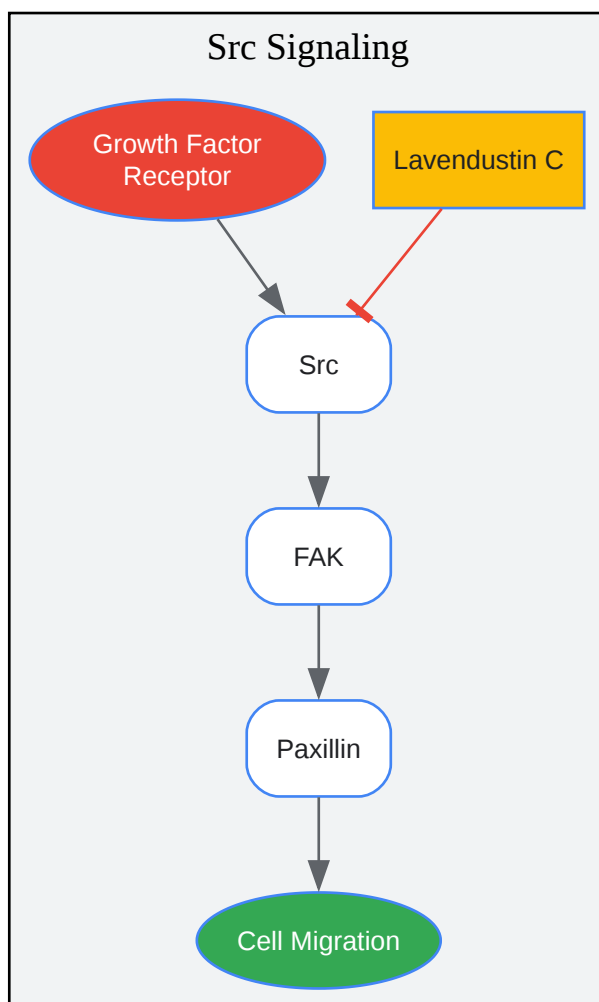 Src Signaling
Growth Factor
Receptor
Lavendustin C
Src
FAK
Paxillin
Cell Migration